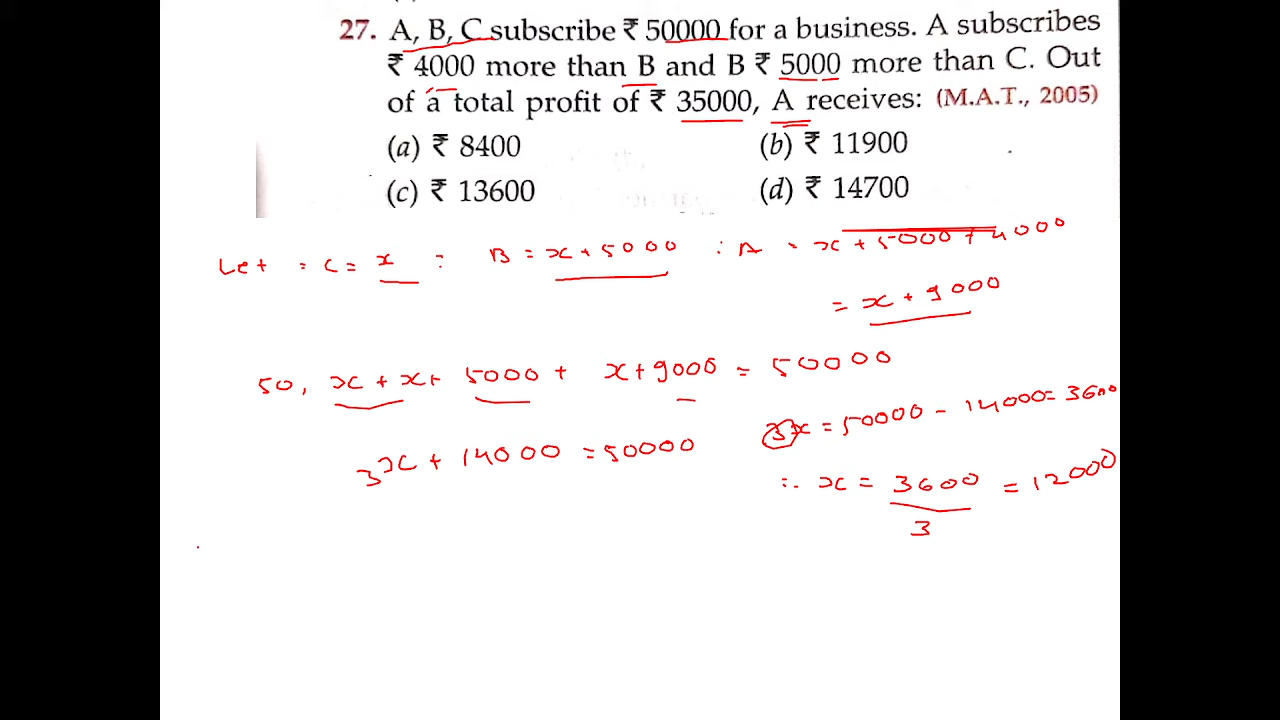 27. A, B, C subscribe ₹ 50000 for a business. A subscribes
₹ 4000 more than B and B ₹ 5000 more than C. Out
of a total profit of ₹ 35000, A receives: (M.A.T., 2005)
(a) ₹ 8400 (b) ₹ 11900
(c) ₹ 13600 (d) ₹ 14700
Let = C = x : B = x + 5000 : A = x + 5000 + 4000
= x + 9000
50, x + x + 5000 + x + 9000 = 50000
3x = 50000 - 14000 = 3600
3x + 14000 = 50000
∴ x = 3600/3 = 12000